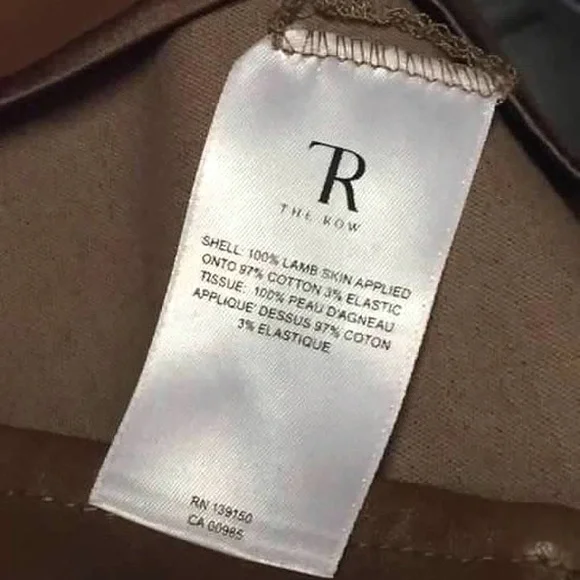 TR
THE ROW
SHELL: 100% LAMB SKIN APPLIED
ONTO 97% COTTON 3% ELASTIC
TISSUE: 100% PEAU D'AGNEAU
APPLIQUE' DESSUS 97% COTON
3% ELASTIQUE
RN 139150
CA 00985